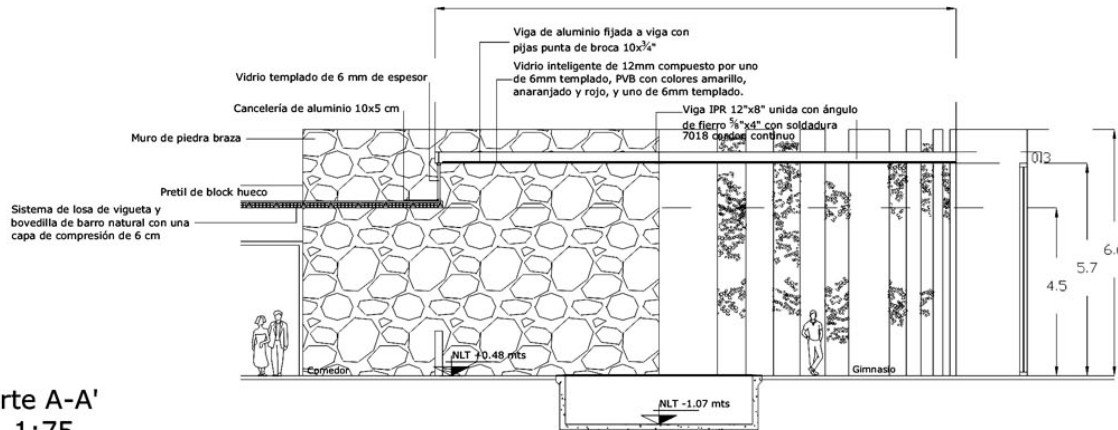 Viga de aluminio fijada a viga con
pijas punta de broca 10x¾"
Vidrio inteligente de 12mm compuesto por uno
de 6mm templado, PVB con colores amarillo,
anaranjado y rojo, y uno de 6mm templado.
Vidrio templado de 6 mm de espesor
Cancelería de aluminio 10x5 cm
Viga IPR 12"x8" unida con ángulo
de fierro ⅝"x4" con soldadura
7018 cordon continuo
Muro de piedra braza
Pretil de block hueco
Sistema de losa de vigueta y
bovedilla de barro natural con una
capa de compresión de 6 cm
5.7
4.5
NLT +0.48 mts
Comedor
Gimnasio
NLT -1.07 mts
rte A-A'
1:75